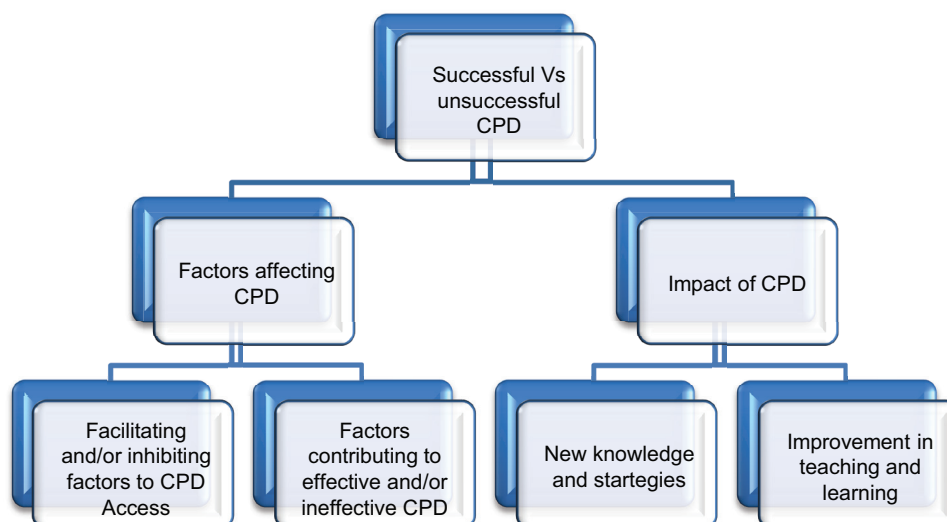 Successful Vs
unsuccessful
CPD
Factors affecting
CPD
Impact of CPD
Facilitating
and/or inhibiting
factors to CPD
Access
Factors
contributing to
effective and/or
ineffective CPD
New knowledge
and startegies
Improvement in
teaching and
learning